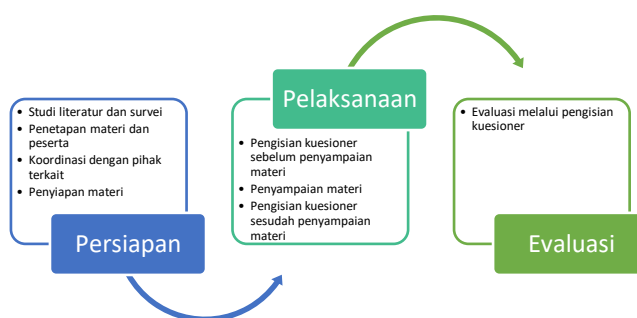 • Studi literatur dan survei
• Penetapan materi dan
peserta
• Koordinasi dengan pihak
terkait
• Penyiapan materi
Persiapan
Pelaksanaan
• Pengisian kuesioner
sebelum penyampaian
materi
• Penyampaian materi
• Pengisian kuesioner
sesudah penyampaian
materi
• Evaluasi melalui pengisian
kuesioner
Evaluasi